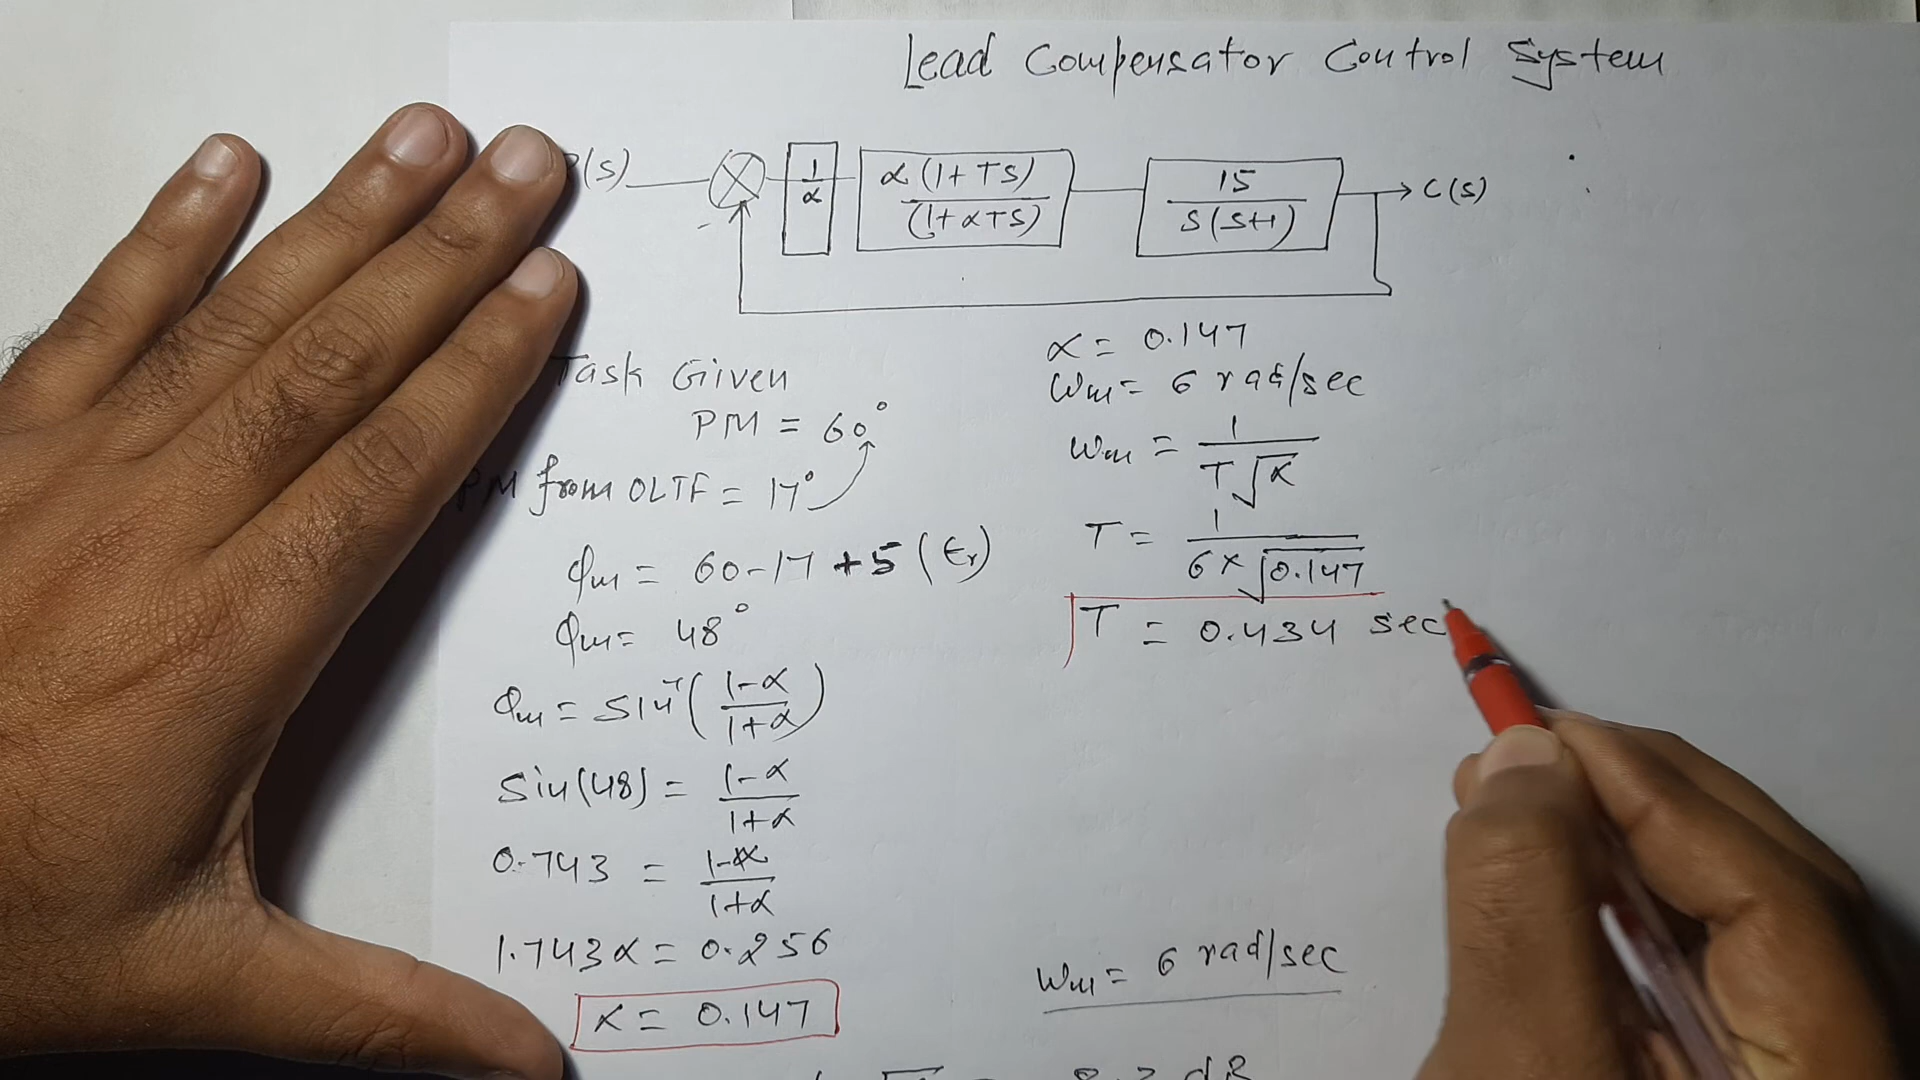 Lead Compensator Control System
(s)
1/α
α(1+TS)/(1+αTS)
15/S(S+1)
C(s)
-
Task Given
PM = 60°
PM from OLTF = 17°
φm = 60-17 +5 (Er)
φm = 48°
φm = Sin⁻¹((1-α)/(1+α))
Sin(48) = (1-α)/(1+α)
0.743 = (1-α)/(1+α)
1.743α = 0.256
α = 0.147
α = 0.147
ωm = 6 rad/sec
ωm = 1/(T√α)
T = 1/(6×√0.147)
T = 0.434 sec
ωm = 6 rad/sec
dB